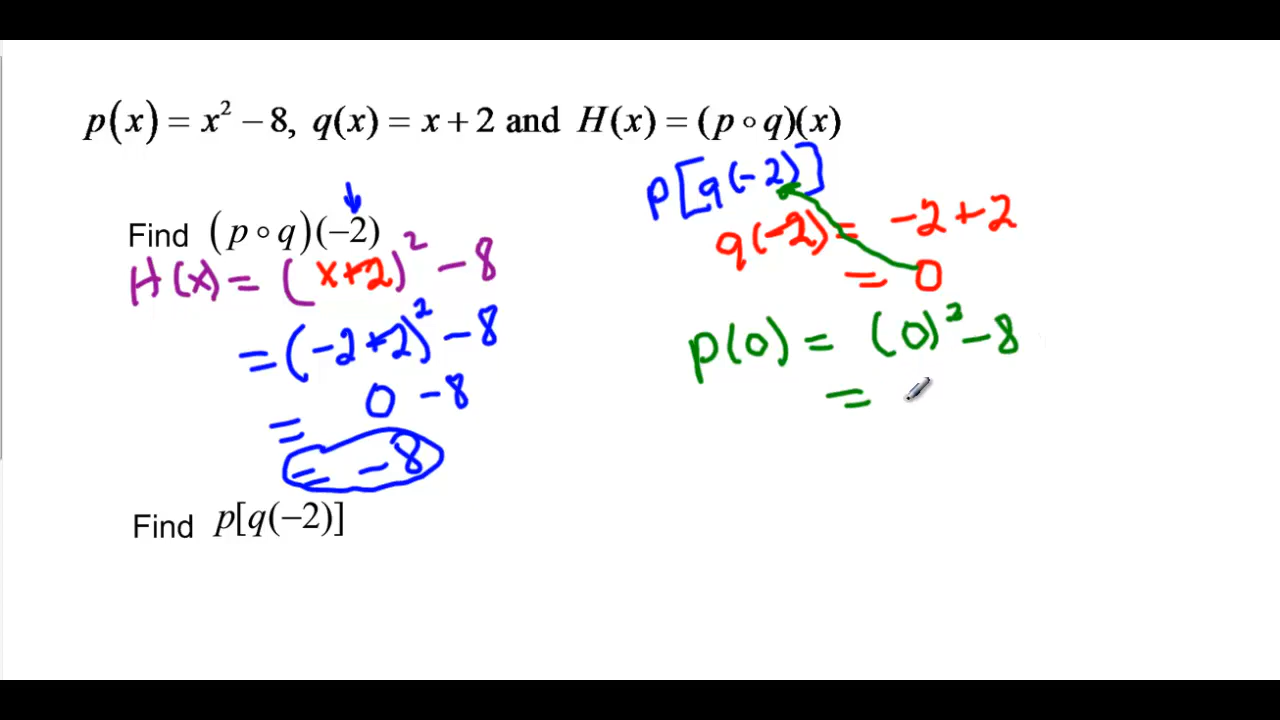 p(x) = x² − 8, q(x) = x + 2 and H(x) = (p ∘ q)(x)
Find (p ∘ q)(−2)
H(x) = (x+2)² − 8
= (−2+2)² − 8
= 0 − 8
= −8
Find p[q(−2)]
p[q(−2)]
q(−2) = −2+2
= 0
p(0) = (0)² − 8
=